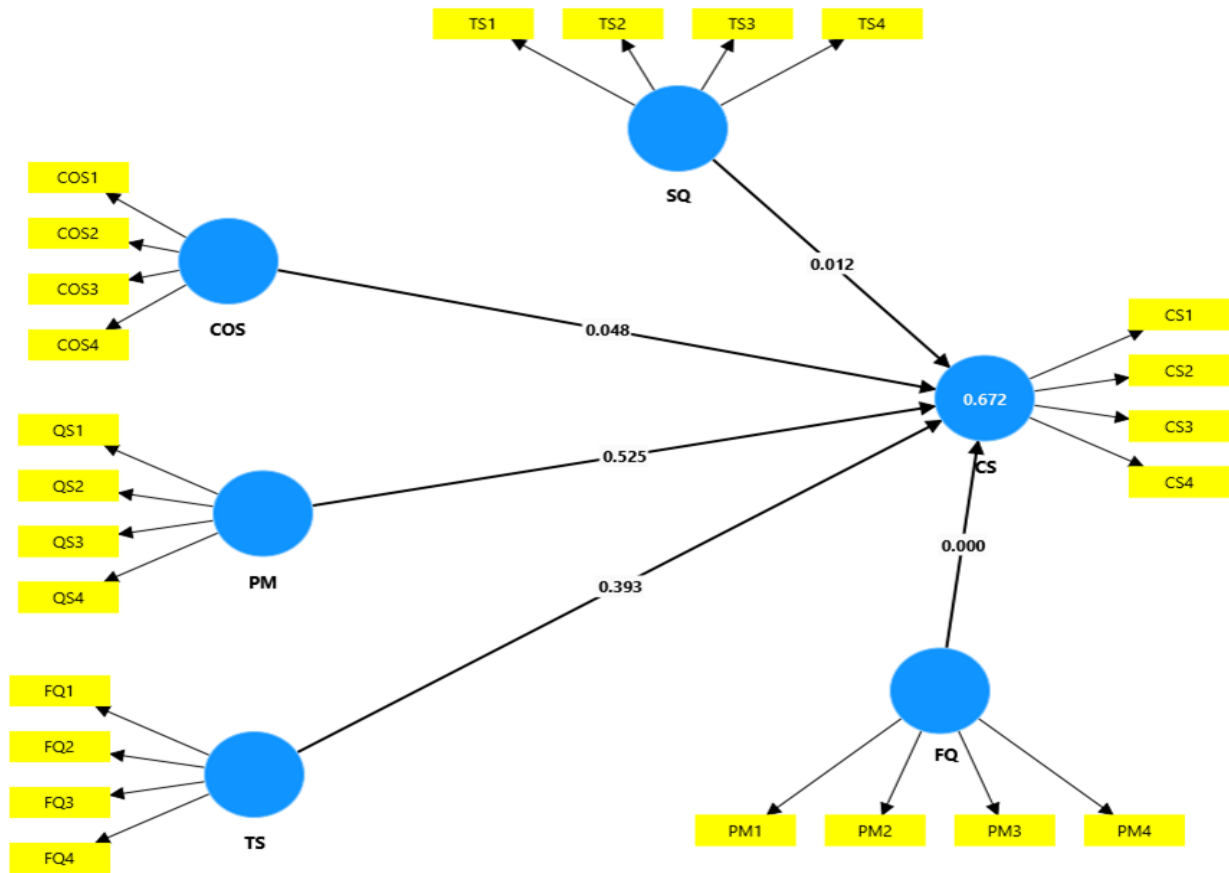 TS1
TS2
TS3
TS4
SQ
0.012
COS1
COS2
COS3
COS4
COS
0.048
CS1
CS2
CS3
CS4
0.672
CS
QS1
QS2
QS3
QS4
PM
0.525
0.393
0.000
FQ1
FQ2
FQ3
FQ4
TS
FQ
PM1
PM2
PM3
PM4